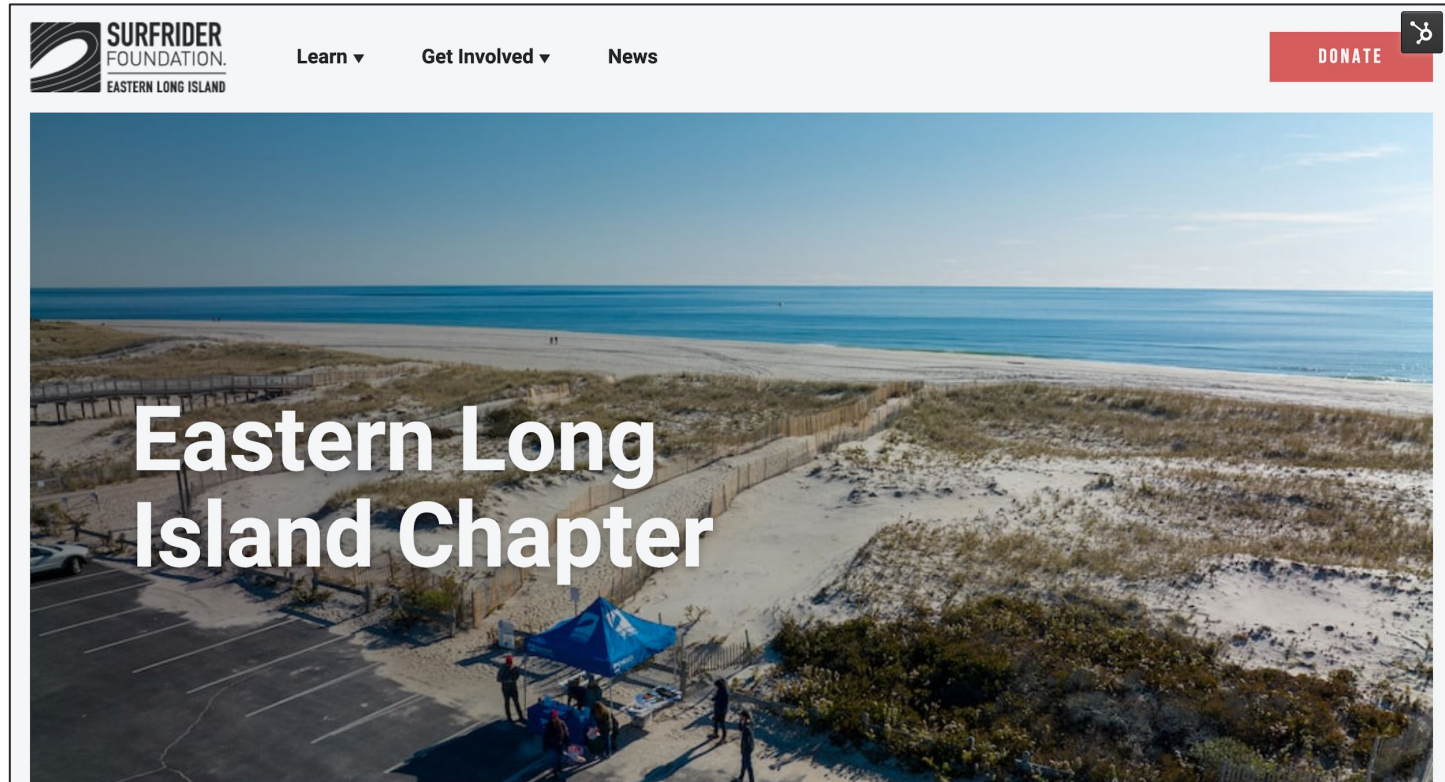 SURFRIDER
FOUNDATION.
EASTERN LONG ISLAND
Learn ▾
Get Involved ▾
News
DONATE
Eastern Long
Island Chapter